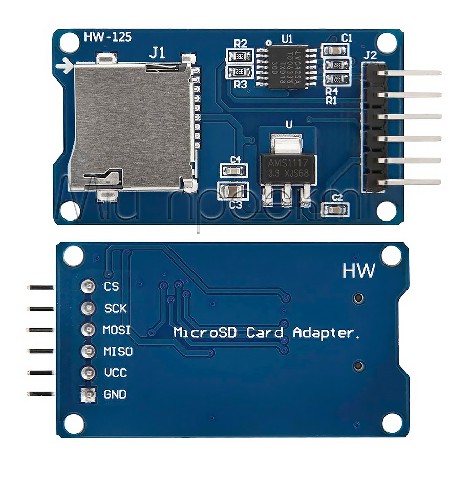 HW-125
J1
R2
R3
U1
C1
J2
R4
R1
U
AMS1117
3.3 XJS68
C4
C3
C2
HW
CS
SCK
MOSI
MISO
VCC
GND
MicroSD Card Adapter.